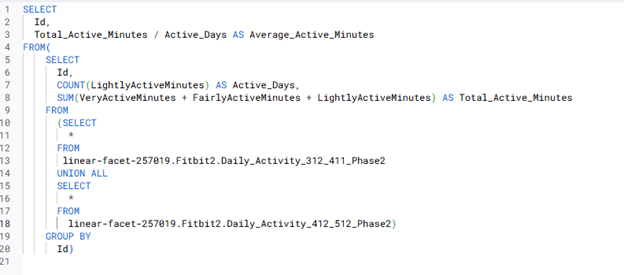 1 SELECT
2 Id,
3 Total_Active_Minutes / Active_Days AS Average_Active_Minutes
4 FROM(
5 SELECT
6 Id,
7 COUNT(LightlyActiveMinutes) AS Active_Days,
8 SUM(VeryActiveMinutes + FairlyActiveMinutes + LightlyActiveMinutes) AS Total_Active_Minutes
9 FROM
10 (SELECT
11 *
12 FROM
13 linear-facet-257019.Fitbit2.Daily_Activity_312_411_Phase2
14 UNION ALL
15 SELECT
16 *
17 FROM
18 linear-facet-257019.Fitbit2.Daily_Activity_412_512_Phase2)
19 GROUP BY
20 Id)
21